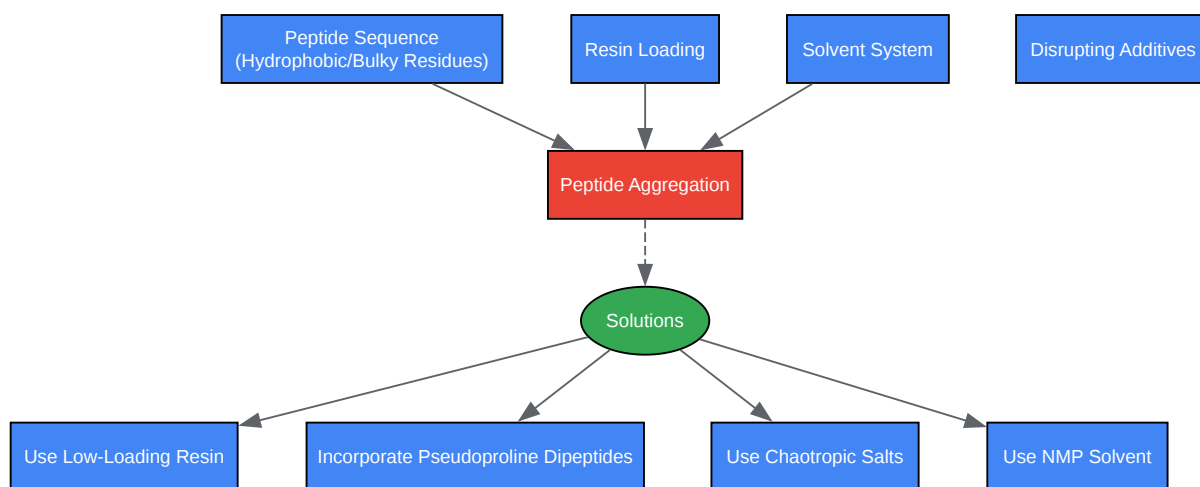 Peptide Sequence
(Hydrophobic/Bulky Residues)
Resin Loading
Solvent System
Disrupting Additives
Peptide Aggregation
Solutions
Use Low-Loading Resin
Incorporate Pseudoproline Dipeptides
Use Chaotropic Salts
Use NMP Solvent